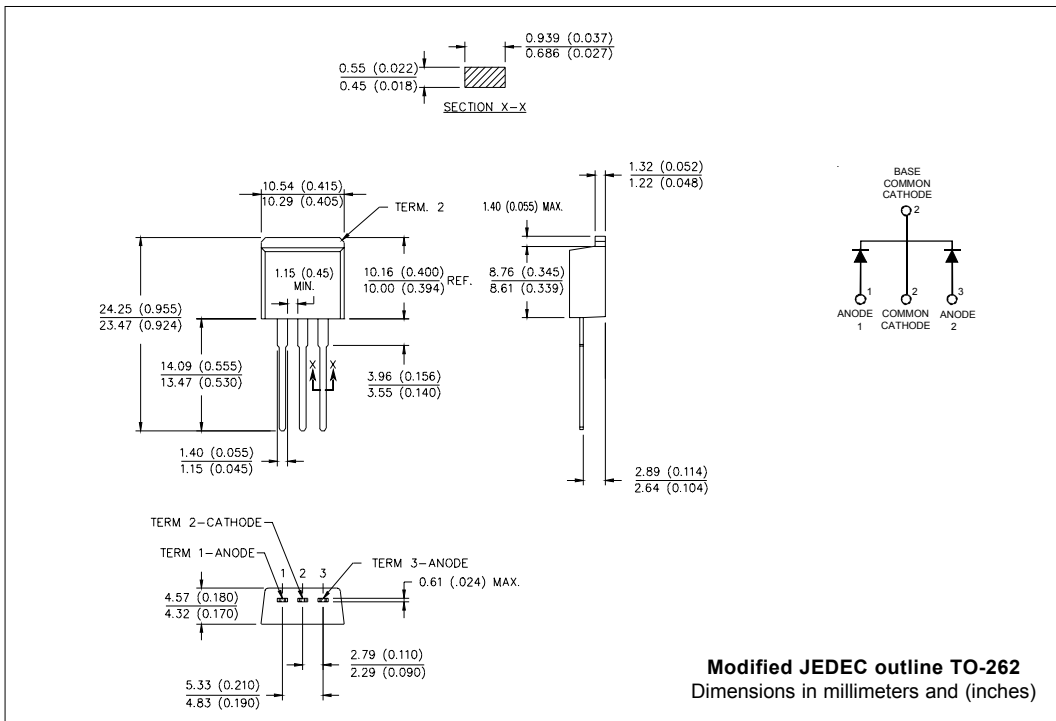 0.939 (0.037)
0.686 (0.027)
0.55 (0.022)
0.45 (0.018)
SECTION X-X
10.54 (0.415)
10.29 (0.405)
TERM. 2
1.15 (0.45)
MIN.
10.16 (0.400)
10.00 (0.394)
REF.
24.25 (0.955)
23.47 (0.924)
14.09 (0.555)
13.47 (0.530)
X X
3.96 (0.156)
3.55 (0.140)
1.40 (0.055)
1.15 (0.045)
1.32 (0.052)
1.22 (0.048)
1.40 (0.055) MAX.
8.76 (0.345)
8.61 (0.339)
2.89 (0.114)
2.64 (0.104)
BASE
COMMON
CATHODE
2
1 2 3
ANODE COMMON ANODE
1 CATHODE 2
TERM 2-CATHODE
TERM 1-ANODE
TERM 3-ANODE
1 2 3
0.61 (.024) MAX.
4.57 (0.180)
4.32 (0.170)
2.79 (0.110)
2.29 (0.090)
5.33 (0.210)
4.83 (0.190)
Modified JEDEC outline TO-262
Dimensions in millimeters and (inches)